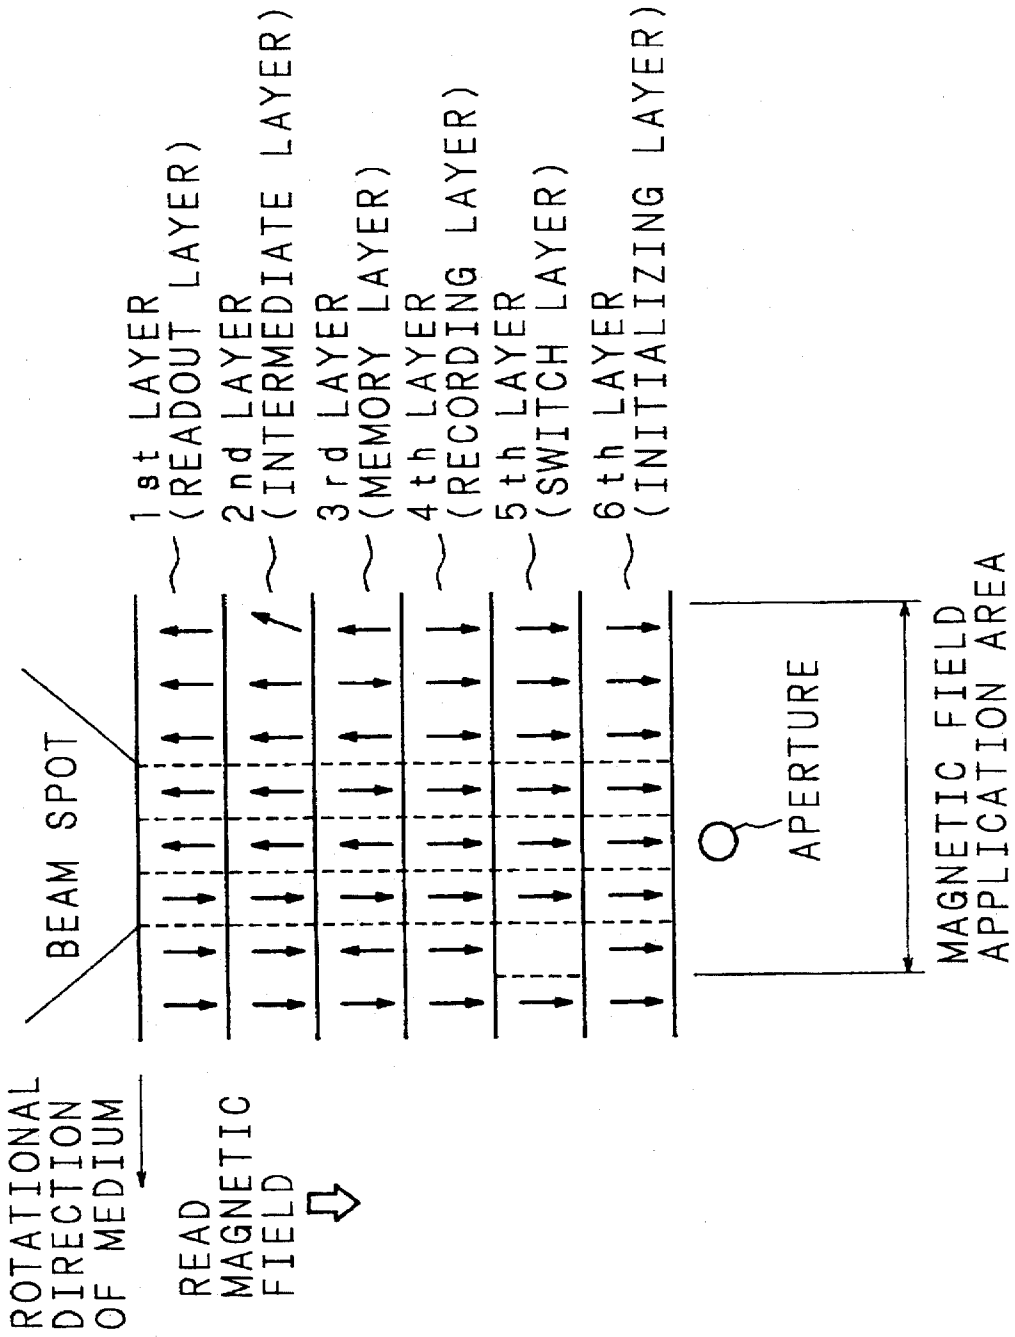 ROTATIONAL
DIRECTION
OF MEDIUM
READ
MAGNETIC
FIELD
BEAM SPOT
1st LAYER
(READOUT LAYER)
2nd LAYER
(INTERMEDIATE LAYER)
3rd LAYER
(MEMORY LAYER)
4th LAYER
(RECORDING LAYER)
5th LAYER
(SWITCH LAYER)
6th LAYER
(INITIALIZING LAYER)
APERTURE
MAGNETIC FIELD
APPLICATION AREA